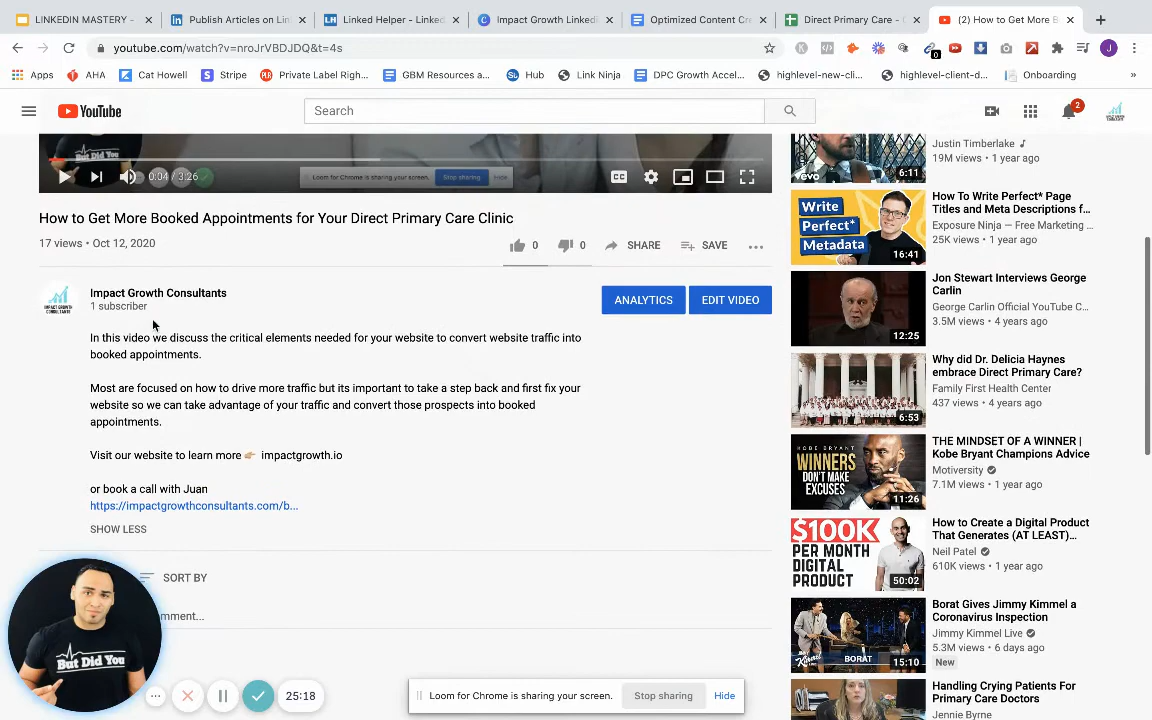 LINKEDIN MASTERY -
Publish Articles on Lin
Linked Helper - Linked
Impact Growth Linkedi
Optimized Content Cre
Direct Primary Care - C
(2) How to Get More B
youtube.com/watch?v=nroJrVBDJDQ&t=4s
Apps
AHA
Cat Howell
Stripe
Private Label Righ...
GBM Resources a...
Hub
Link Ninja
DPC Growth Accel...
highlevel-new-cli...
highlevel-client-d...
Onboarding
YouTube
Search
2
0:04 / 3:26
Loom for Chrome is sharing your screen.
Stop sharing
Hide
How to Get More Booked Appointments for Your Direct Primary Care Clinic
17 views • Oct 12, 2020
0
0
SHARE
SAVE
Impact Growth Consultants
1 subscriber
ANALYTICS
EDIT VIDEO
In this video we discuss the critical elements needed for your website to convert website traffic into
booked appointments.
Most are focused on how to drive more traffic but its important to take a step back and first fix your
website so we can take advantage of your traffic and convert those prospects into booked
appointments.
Visit our website to learn more 👉🏼 impactgrowth.io
or book a call with Juan
https://impactgrowthconsultants.com/b...
SHOW LESS
SORT BY
mment...
But Did You
25:18
Loom for Chrome is sharing your screen.
Stop sharing
Hide
vevo
6:11
Justin Timberlake
19M views • 1 year ago
Write
Perfect*
Metadata
16:41
How To Write Perfect* Page
Titles and Meta Descriptions f...
Exposure Ninja — Free Marketing ...
25K views • 1 year ago
12:25
Jon Stewart Interviews George
Carlin
George Carlin Official YouTube C...
3.5M views • 4 years ago
6:53
Why did Dr. Delicia Haynes
embrace Direct Primary Care?
Family First Health Center
437 views • 4 years ago
KOBE BRYANT
WINNERS
DON'T MAKE
EXCUSES
11:26
THE MINDSET OF A WINNER |
Kobe Bryant Champions Advice
Motiversity
7.1M views • 1 year ago
$100K
PER MONTH
DIGITAL
PRODUCT
50:02
How to Create a Digital Product
That Generates (AT LEAST)...
Neil Patel
610K views • 1 year ago
BORAT
15:10
Borat Gives Jimmy Kimmel a
Coronavirus Inspection
Jimmy Kimmel Live
5.3M views • 6 days ago
New
Handling Crying Patients For
Primary Care Doctors
Jennie Byrne